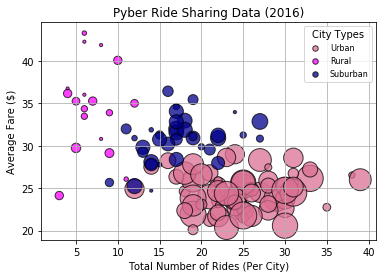 Pyber Ride Sharing Data (2016)
City Types
Urban
Rural
Suburban
Average Fare ($)
40
35
30
25
20
5
10
15
20
25
30
35
40
Total Number of Rides (Per City)